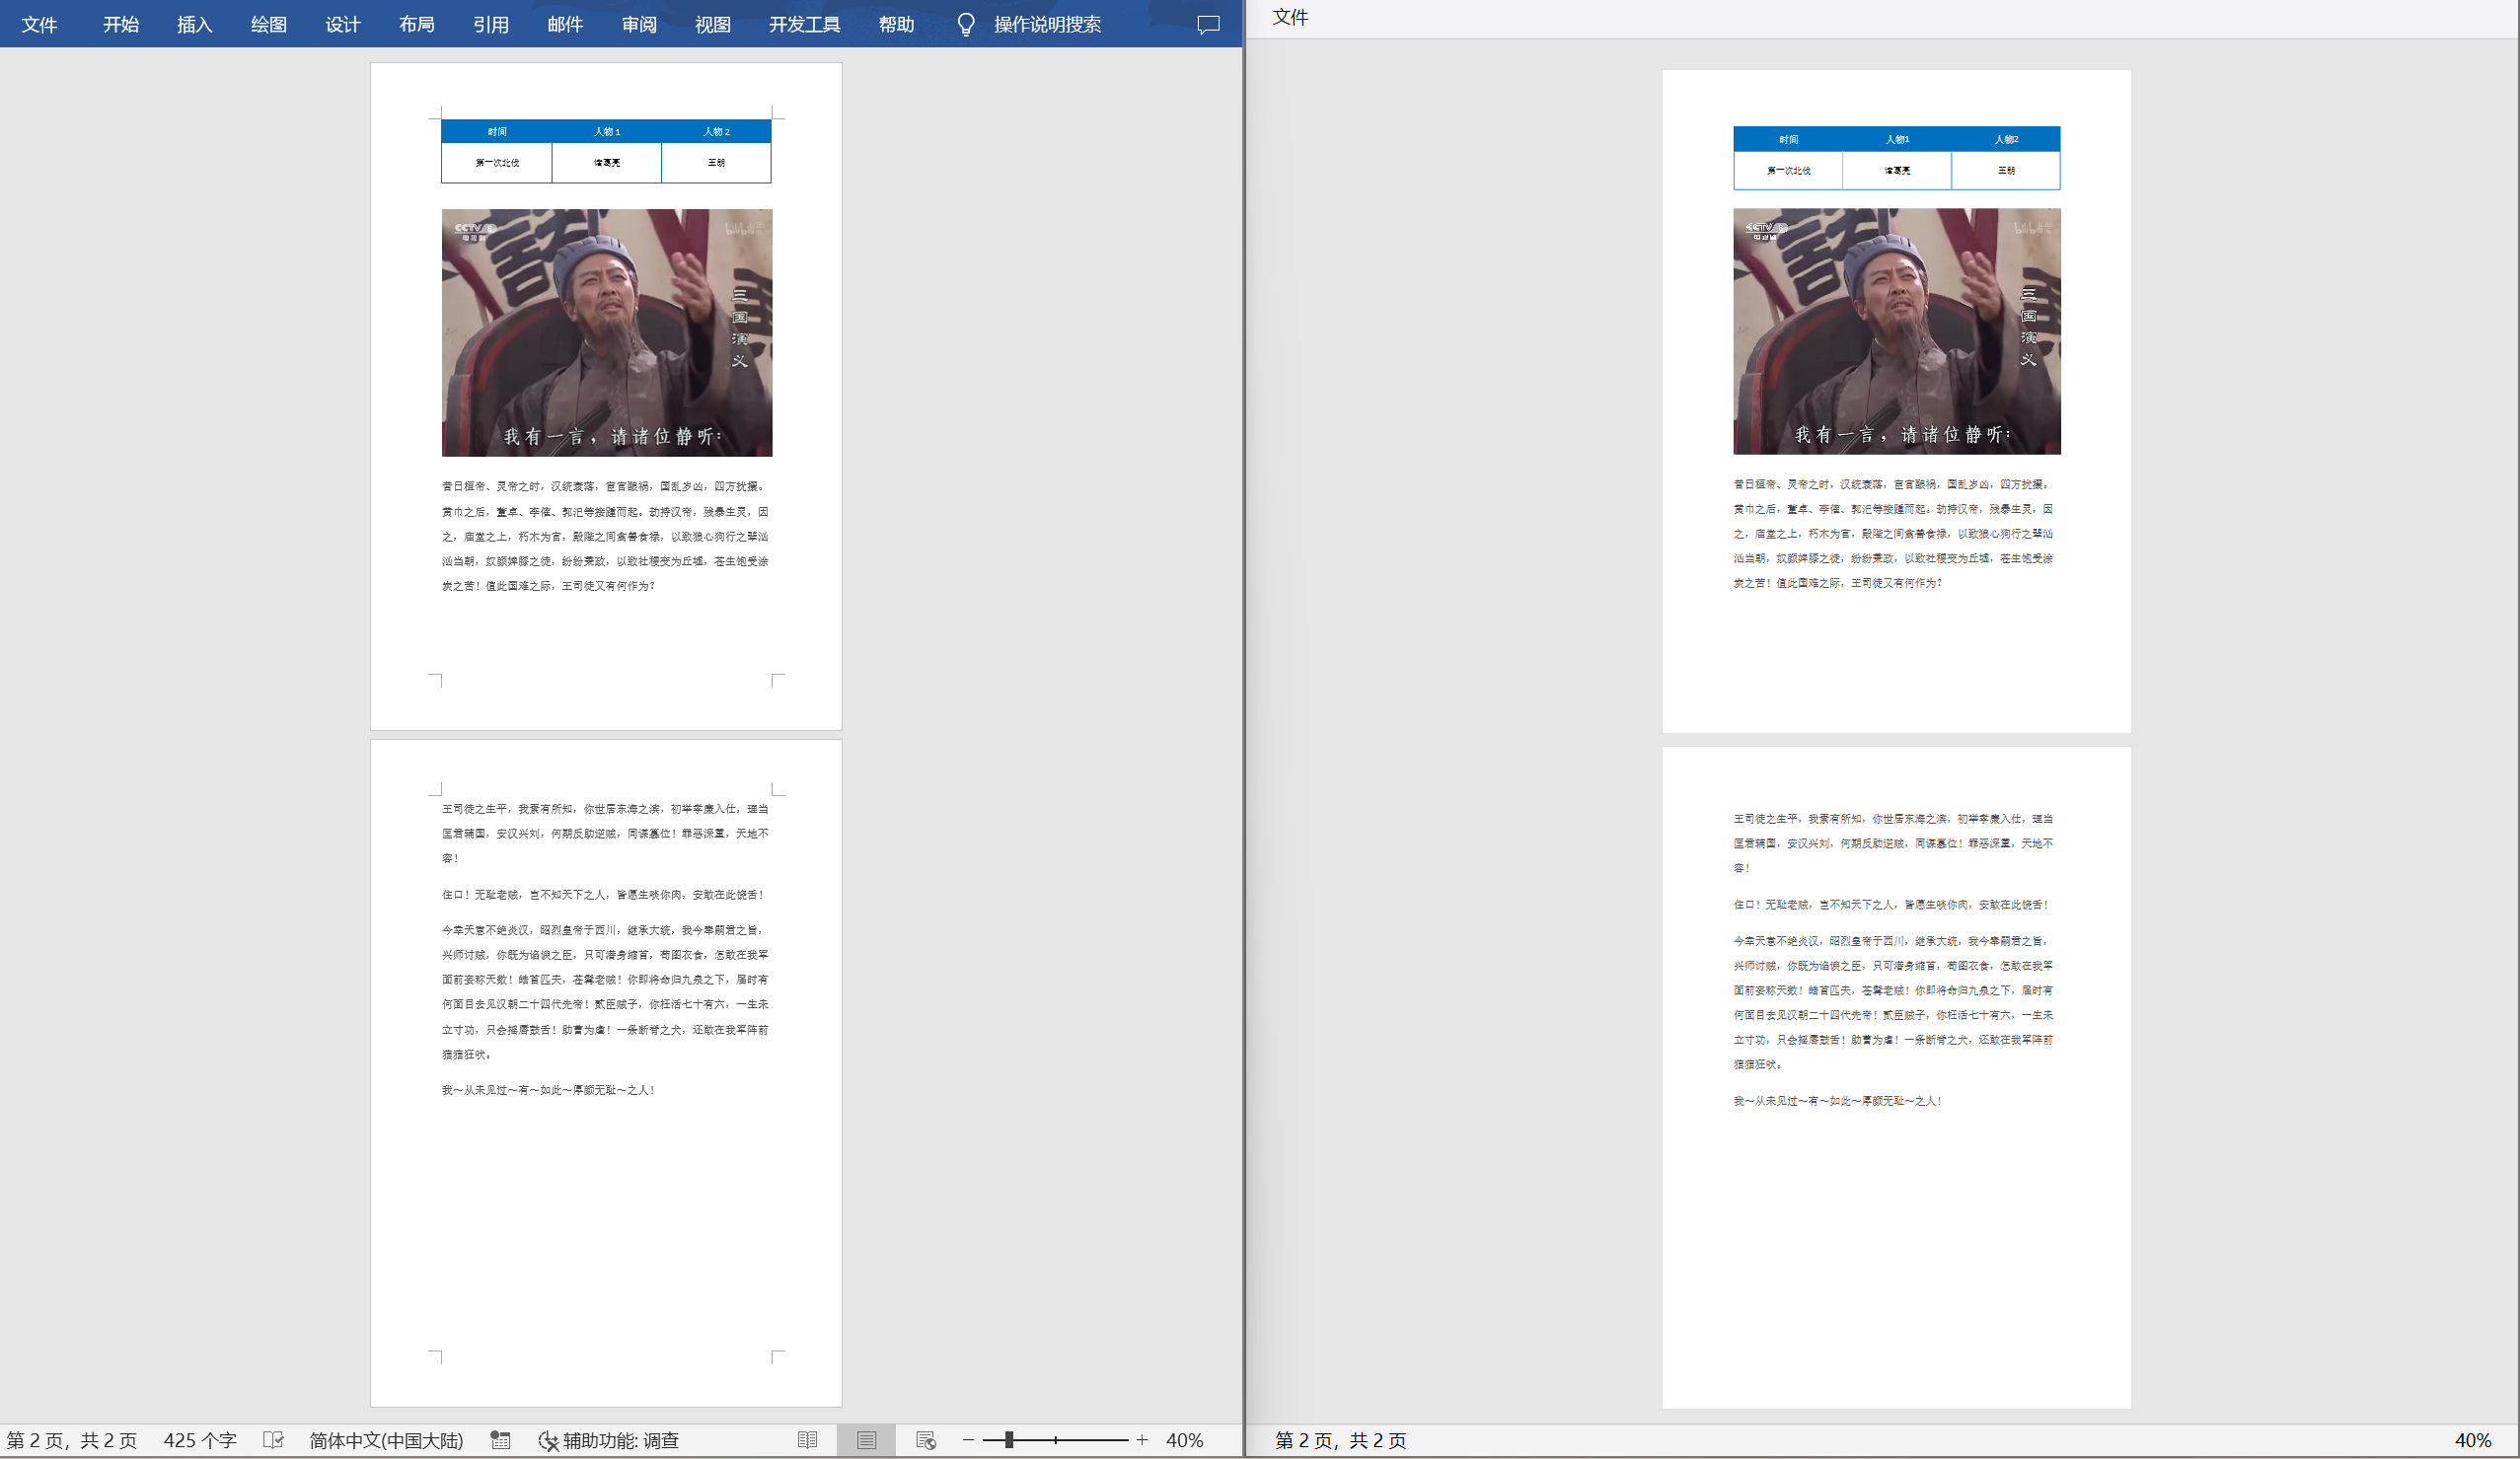 文件 开始 插入 绘图 设计 布局 引用 邮件 审阅 视图 开发工具 帮助 操作说明搜索
时间 人物 1 人物 2
第一次北伐 诸葛亮 王朗
CCTV 8
电视剧
bilibili
三国演义
我有一言，请诸位静听：
昔日桓帝、灵帝之时，汉统衰落，宦官酿祸，国乱岁凶，四方扰攘。
黄巾之后，董卓、李傕、郭汜等接踵而起。劫持汉帝，残暴生灵，因
之，庙堂之上，朽木为官，殿陛之间禽兽食禄，以致狼心狗行之辈汹
汹当朝，奴颜婢膝之徒，纷纷秉政，以致社稷变为丘墟，苍生饱受涂
炭之苦！值此国难之际，王司徒又有何作为？
王司徒之生平，我素有所知，你世居东海之滨，初举孝廉入仕，理当
匡君辅国，安汉兴刘，何期反助逆贼，同谋篡位！罪恶深重，天地不
容！
住口！无耻老贼，岂不知天下之人，皆愿生啖你肉，安敢在此饶舌！
今幸天意不绝炎汉，昭烈皇帝于西川，继承大统，我今奉嗣君之旨，
兴师讨贼，你既为谄谀之臣，只可潜身缩首，苟图衣食，怎敢在我军
面前妄称天数！皓首匹夫，苍髯老贼！你即将命归九泉之下，届时有
何面目去见汉朝二十四代先帝！贰臣贼子，你枉活七十有六，一生未
立寸功，只会摇唇鼓舌！助曹为虐！一条断脊之犬，还敢在我军阵前
狺狺狂吠。
我～从未见过～有～如此～厚颜无耻～之人！
第 2 页，共 2 页 425 个字 简体中文(中国大陆) 辅助功能: 调查 40%
文件
时间 人物1 人物2
第一次北伐 诸葛亮 王朗
CCTV 8
电视剧
bilibili
三国演义
我有一言，请诸位静听：
昔日桓帝、灵帝之时，汉统衰落，宦官酿祸，国乱岁凶，四方扰攘。
黄巾之后，董卓、李傕、郭汜等接踵而起。劫持汉帝，残暴生灵，因
之，庙堂之上，朽木为官，殿陛之间禽兽食禄，以致狼心狗行之辈汹
汹当朝，奴颜婢膝之徒，纷纷秉政，以致社稷变为丘墟，苍生饱受涂
炭之苦！值此国难之际，王司徒又有何作为？
王司徒之生平，我素有所知，你世居东海之滨，初举孝廉入仕，理当
匡君辅国，安汉兴刘，何期反助逆贼，同谋篡位！罪恶深重，天地不
容！
住口！无耻老贼，岂不知天下之人，皆愿生啖你肉，安敢在此饶舌！
今幸天意不绝炎汉，昭烈皇帝于西川，继承大统，我今奉嗣君之旨，
兴师讨贼，你既为谄谀之臣，只可潜身缩首，苟图衣食，怎敢在我军
面前妄称天数！皓首匹夫，苍髯老贼！你即将命归九泉之下，届时有
何面目去见汉朝二十四代先帝！贰臣贼子，你枉活七十有六，一生未
立寸功，只会摇唇鼓舌！助曹为虐！一条断脊之犬，还敢在我军阵前
狺狺狂吠。
我～从未见过～有～如此～厚颜无耻～之人！
第 2 页，共 2 页 40%